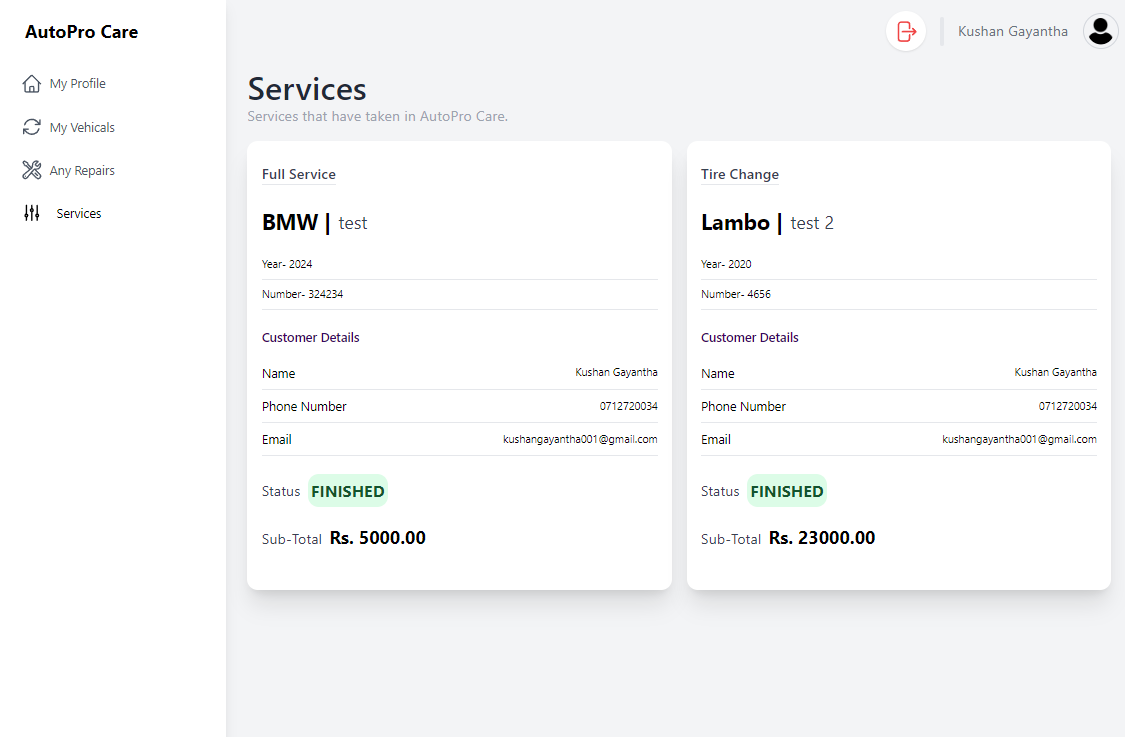 AutoPro Care
My Profile
My Vehicals
Any Repairs
Services
Kushan Gayantha
Services
Services that have taken in AutoPro Care.
Full Service
BMW | test
Year- 2024
Number- 324234
Customer Details
Name Kushan Gayantha
Phone Number 0712720034
Email kushangayantha001@gmail.com
Status FINISHED
Sub-Total Rs. 5000.00
Tire Change
Lambo | test 2
Year- 2020
Number- 4656
Customer Details
Name Kushan Gayantha
Phone Number 0712720034
Email kushangayantha001@gmail.com
Status FINISHED
Sub-Total Rs. 23000.00